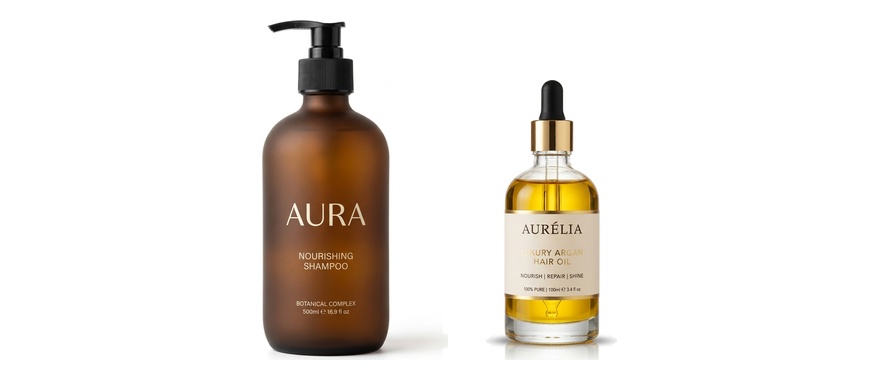 AURA
NOURISHING
SHAMPOO
BOTANICAL COMPLEX
500ml ℮ 16.9 fl oz
AURÉLIA
ARGAN
HAIR OIL
NOURISH | REPAIR | SHINE
100% PURE | 100ml ℮ 3.4 fl oz